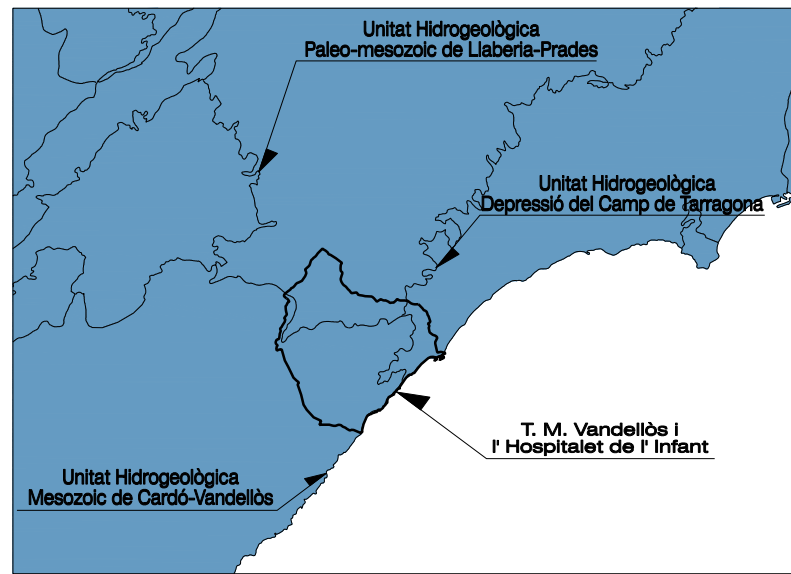 Unitat Hidrogeològica
Paleo-mesozoic de Llaberia-Prades
Unitat Hidrogeològica
Depressió del Camp de Tarragona
T. M. Vandellòs i
l' Hospitalet de l' Infant
Unitat Hidrogeològica
Mesozoic de Cardó-Vandellòs